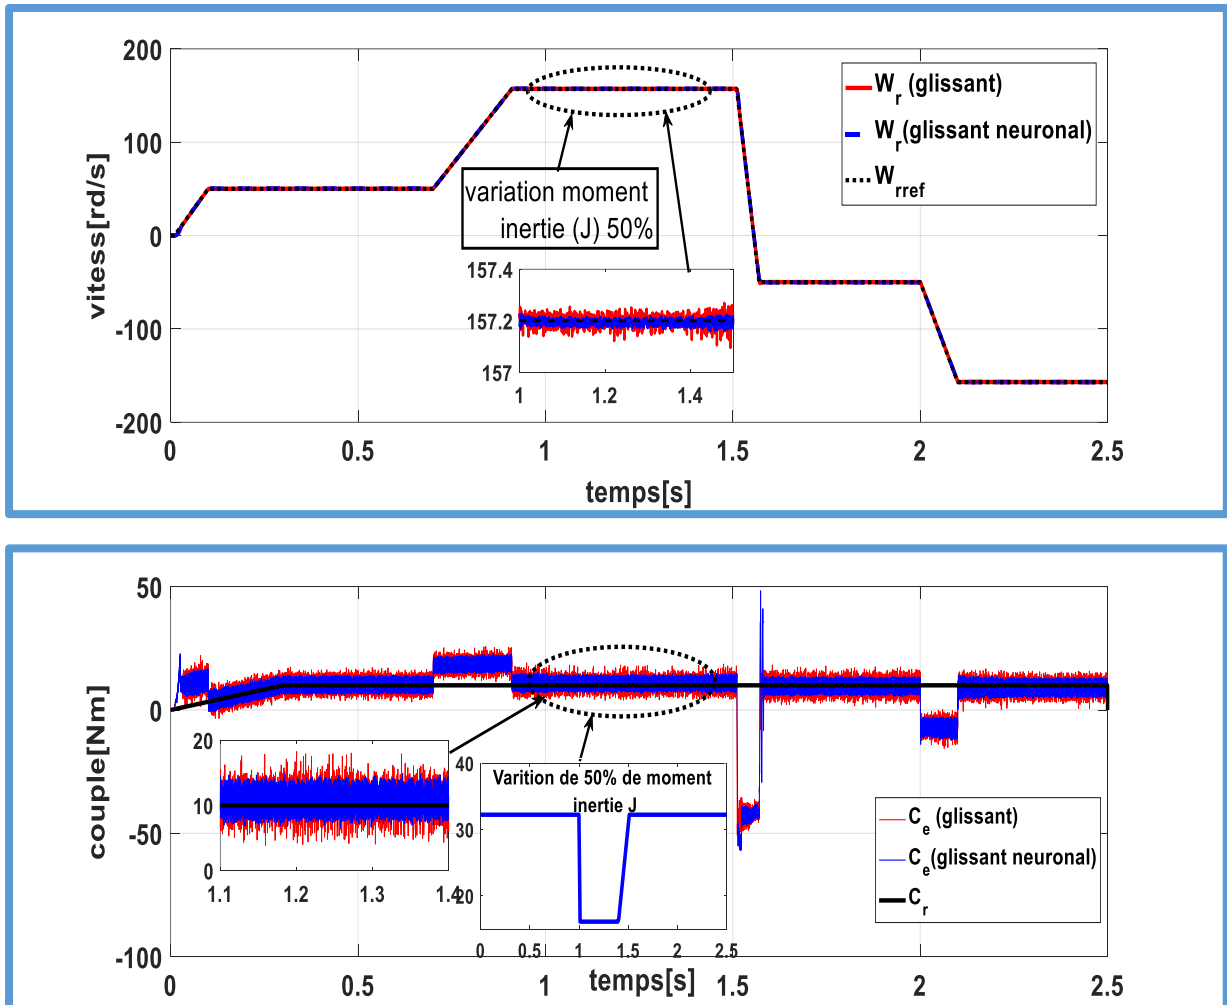 200
100
0
-100
-200
vitess[rd/s]
W_r (glissant)
W_r(glissant neuronal)
W_rref
variation moment
inertie (J) 50%
157.4
157.2
157
1 1.2 1.4
0 0.5 1 1.5 2 2.5
temps[s]
50
0
-50
-100
couple[Nm]
20
10
0
1.1 1.2 1.3 1.4
40
30
20
Varition de 50% de moment
inertie J
0 0.5 1 1.5 2 2.5
C_e (glissant)
C_e(glissant neuronal)
C_r
0 0.5 1 1.5 2 2.5
temps[s]